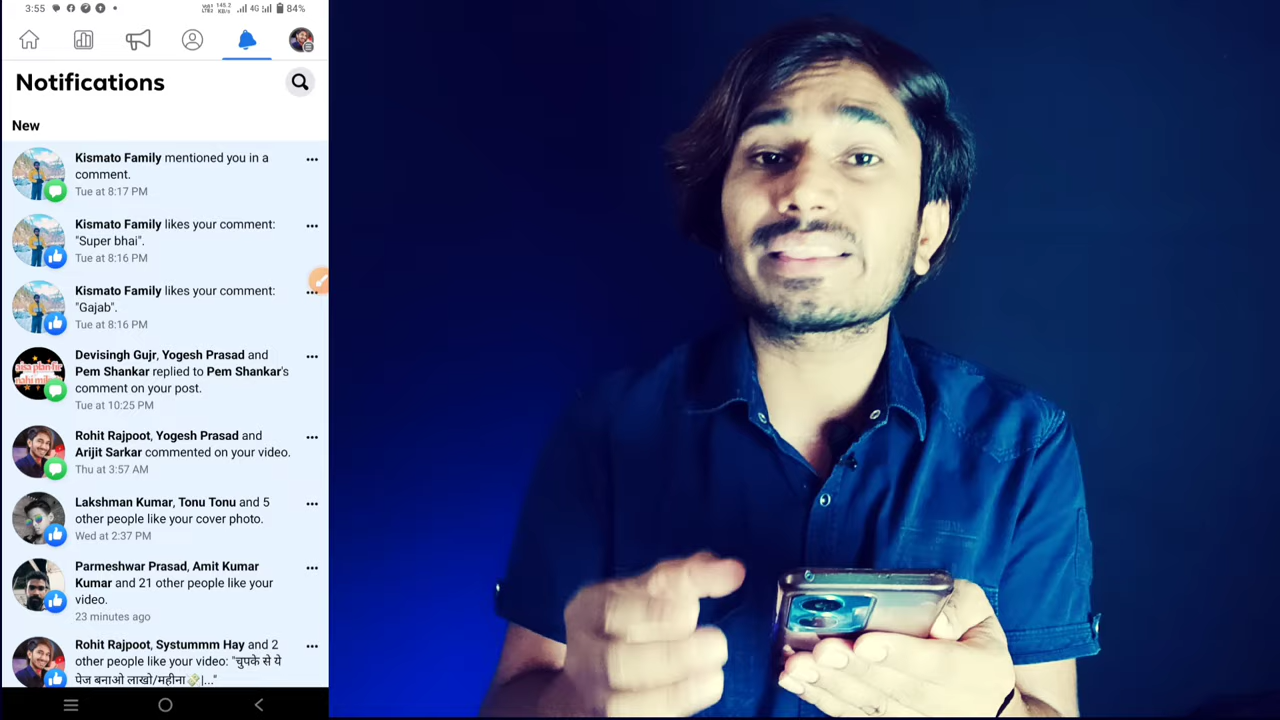 3:55
Vo)) LTE2 145.2 KB/s 4G 84%
Notifications
New
Kismato Family mentioned you in a
comment.
Tue at 8:17 PM
Kismato Family likes your comment:
"Super bhai".
Tue at 8:16 PM
Kismato Family likes your comment:
"Gajab".
Tue at 8:16 PM
Devisingh Gujr, Yogesh Prasad and
Pem Shankar replied to Pem Shankar's
comment on your post.
Tue at 10:25 PM
Rohit Rajpoot, Yogesh Prasad and
Arijit Sarkar commented on your video.
Thu at 3:57 AM
Lakshman Kumar, Tonu Tonu and 5
other people like your cover photo.
Wed at 2:37 PM
Parmeshwar Prasad, Amit Kumar
Kumar and 21 other people like your
video.
23 minutes ago
Rohit Rajpoot, Systummm Hay and 2
other people like your video: "चुपके से ये
पेज बनाओ लाखो/महीना💸|..."